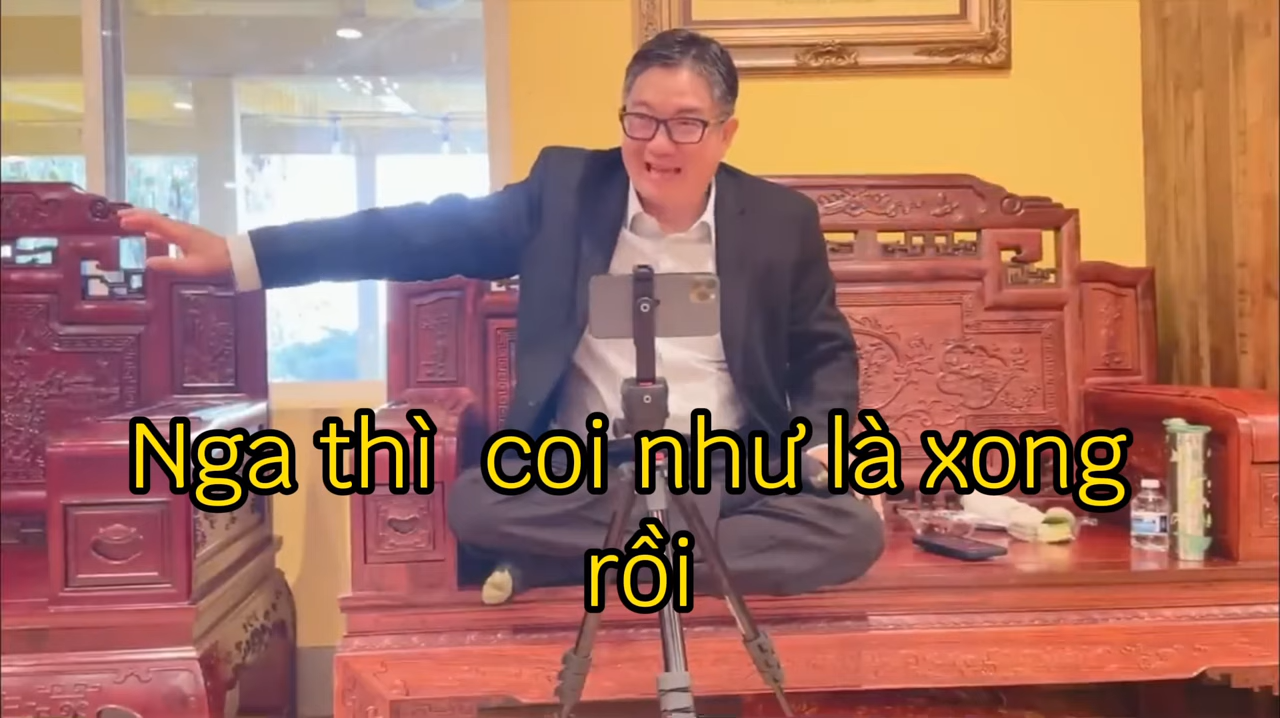 Nga thì  coi như là xong
rồi